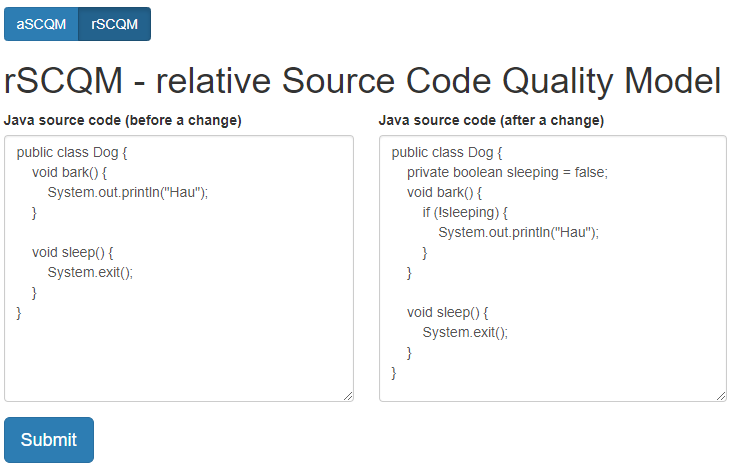 aSCQM rSCQM
rSCQM - relative Source Code Quality Model
Java source code (before a change)
public class Dog {
    void bark() {
        System.out.println("Hau");
    }

    void sleep() {
        System.exit();
    }
}
Java source code (after a change)
public class Dog {
    private boolean sleeping = false;
    void bark() {
        if (!sleeping) {
            System.out.println("Hau");
        }
    }

    void sleep() {
        System.exit();
    }
}
Submit